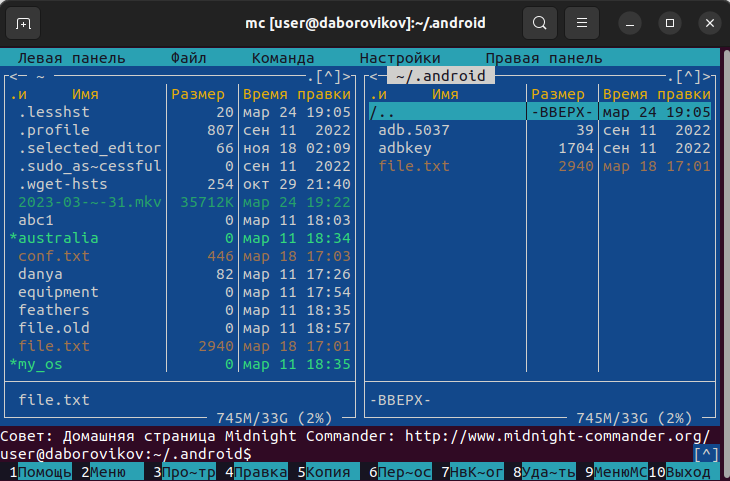 mc [user@daborovikov]:~/.android
Левая панель Файл Команда Настройки Правая панель
<─ ~ ─.[^]>
.и Имя Размер Время правки
.lesshst 20 мар 24 19:05
.profile 807 сен 11 2022
.selected_editor 66 ноя 18 02:09
.sudo_as~cessful 0 сен 11 2022
.wget-hsts 254 окт 29 21:40
2023-03-~-31.mkv 35712K мар 24 19:22
abc1 0 мар 11 18:03
*australia 0 мар 11 18:34
conf.txt 446 мар 18 17:03
danya 82 мар 11 17:26
equipment 0 мар 11 17:54
feathers 0 мар 11 18:35
file.old 0 мар 11 18:57
file.txt 2940 мар 18 17:01
*my_os 0 мар 11 18:35
file.txt
745M/33G (2%)
<─ ~/.android ─.[^]>
.и Имя Размер Время правки
/.. -ВВЕРХ- мар 24 19:05
adb.5037 39 сен 11 2022
adbkey 1704 сен 11 2022
file.txt 2940 мар 18 17:01
-ВВЕРХ-
745M/33G (2%)
Совет: Домашняя страница Midnight Commander: http://www.midnight-commander.org/
user@daborovikov:~/.android$ [^]
1Помощь 2Меню 3Про~тр 4Правка 5Копия 6Пер~ос 7НвК~ог 8Уда~ть 9МенюMC 10Выход